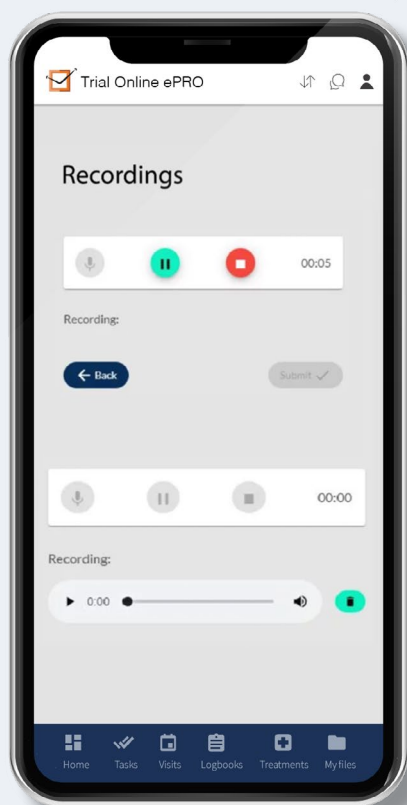 Trial Online ePRO
Recordings
00:05
Recording:
Back
Submit
00:00
Recording:
0:00
Home Tasks Visits Logbooks Treatments My files